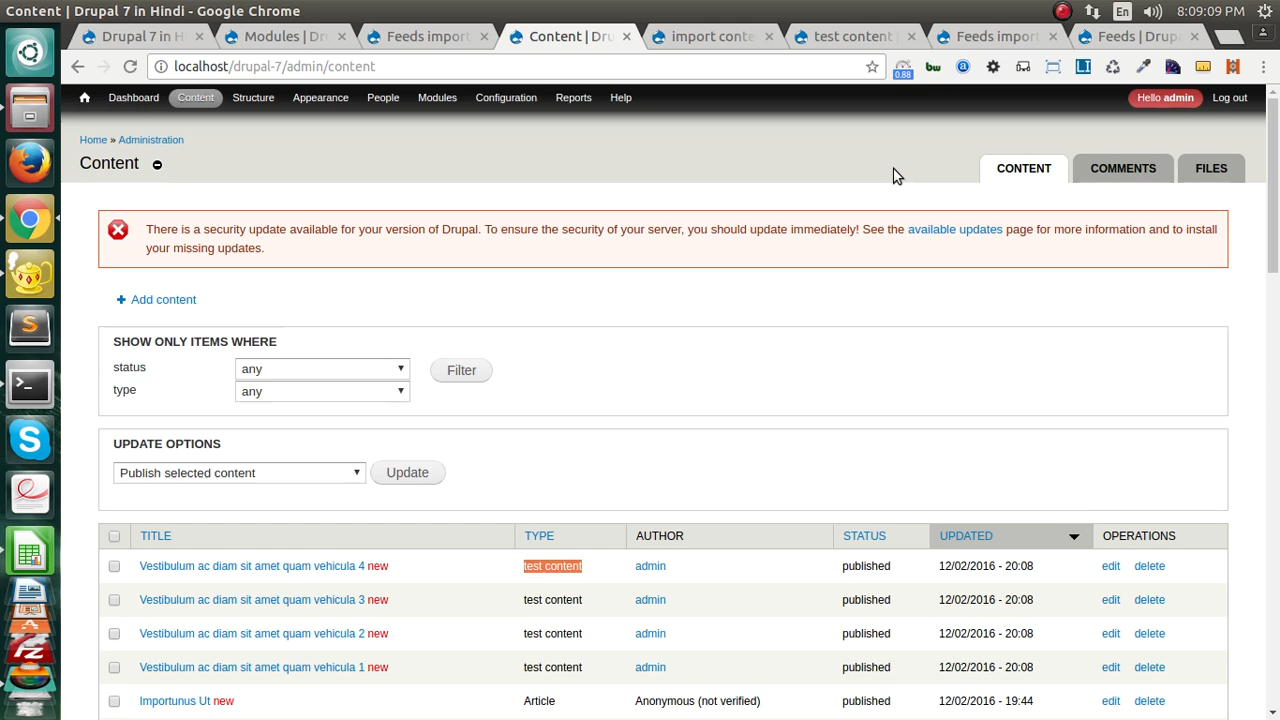 Content | Drupal 7 in Hindi - Google Chrome
En
8:09:09 PM
Drupal 7 in H
Modules | Dru
Feeds import
Content | Dru
import conte
test content
Feeds import
Feeds | Drupa
localhost/drupal-7/admin/content
0.88
bw
a
LI
Dashboard
Content
Structure
Appearance
People
Modules
Configuration
Reports
Help
Hello admin
Log out
Home » Administration
Content
CONTENT
COMMENTS
FILES
There is a security update available for your version of Drupal. To ensure the security of your server, you should update immediately! See the available updates page for more information and to install
your missing updates.
Add content
SHOW ONLY ITEMS WHERE
status
any
type
any
Filter
UPDATE OPTIONS
Publish selected content
Update
TITLE TYPE AUTHOR STATUS UPDATED OPERATIONS
Vestibulum ac diam sit amet quam vehicula 4 new test content admin published 12/02/2016 - 20:08 edit delete
Vestibulum ac diam sit amet quam vehicula 3 new test content admin published 12/02/2016 - 20:08 edit delete
Vestibulum ac diam sit amet quam vehicula 2 new test content admin published 12/02/2016 - 20:08 edit delete
Vestibulum ac diam sit amet quam vehicula 1 new test content admin published 12/02/2016 - 20:08 edit delete
Importunus Ut new Article Anonymous (not verified) published 12/02/2016 - 19:44 edit delete